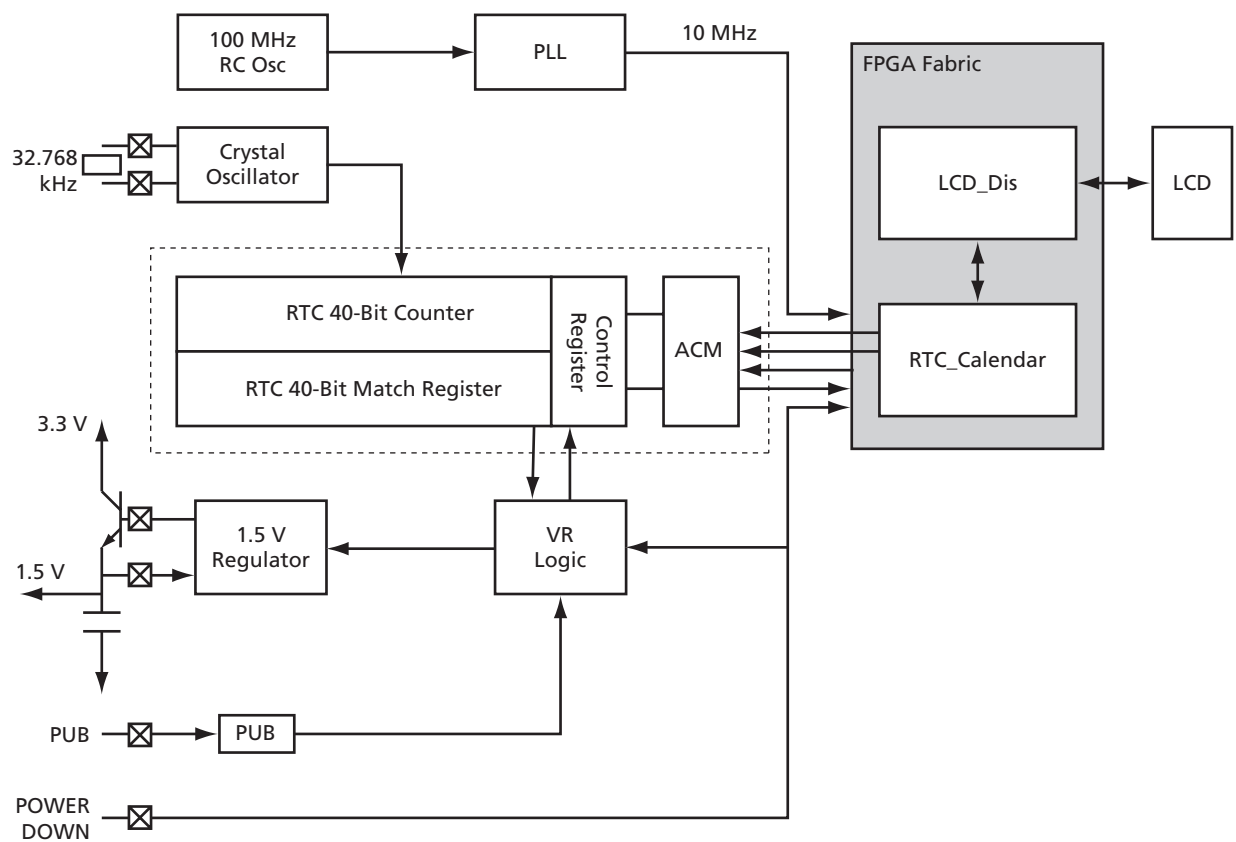 100 MHz
RC Osc
PLL
10 MHz
FPGA Fabric
32.768
kHz
Crystal
Oscillator
LCD_Dis
LCD
RTC 40-Bit Counter
Control
Register
ACM
RTC_Calendar
RTC 40-Bit Match Register
3.3 V
1.5 V
Regulator
VR
Logic
1.5 V
PUB
PUB
POWER
DOWN